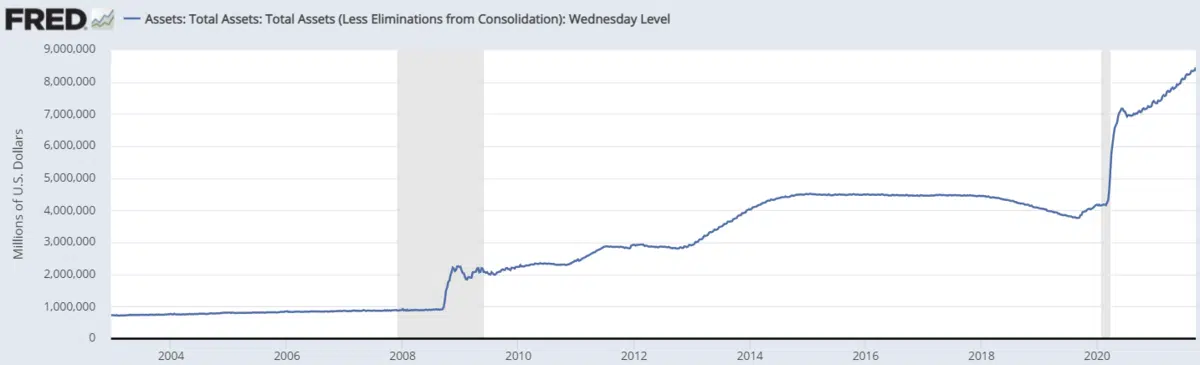 FRED
Assets: Total Assets: Total Assets (Less Eliminations from Consolidation): Wednesday Level
9,000,000
8,000,000
7,000,000
6,000,000
5,000,000
4,000,000
3,000,000
2,000,000
1,000,000
0
Millions of U.S. Dollars
2004 2006 2008 2010 2012 2014 2016 2018 2020